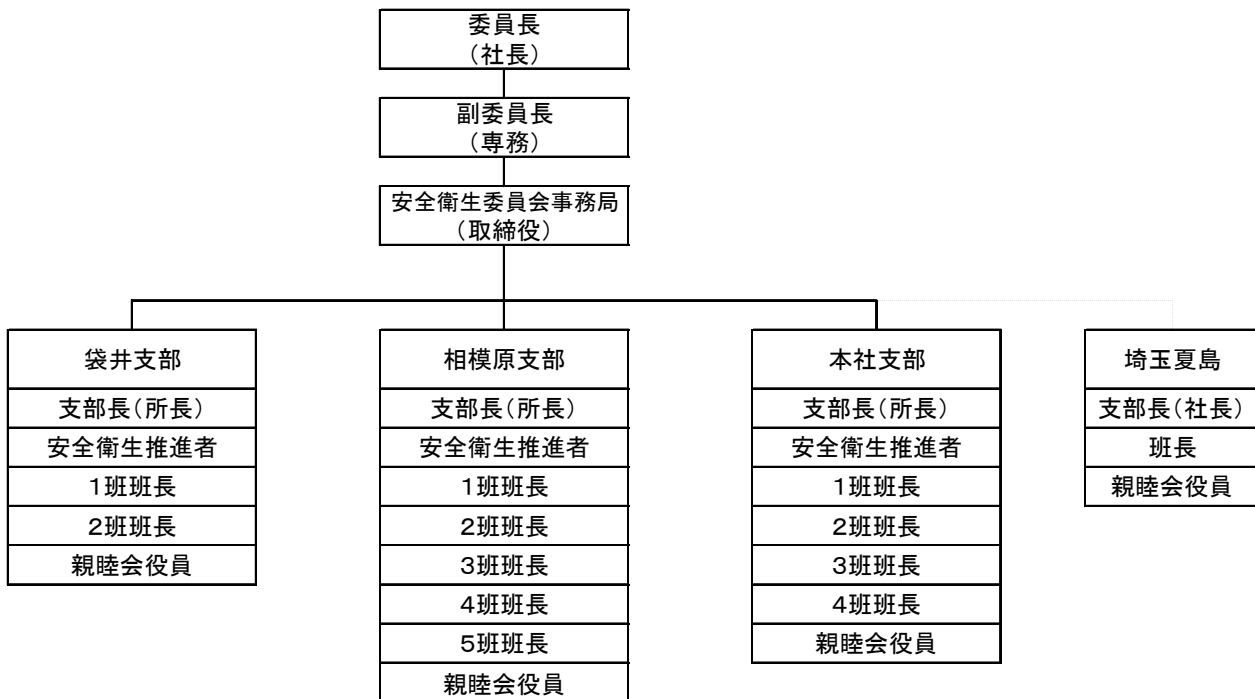 委員長
（社長）
副委員長
（専務）
安全衛生委員会事務局
（取締役）
袋井支部
支部長（所長）
安全衛生推進者
1班班長
2班班長
親睦会役員
相模原支部
支部長（所長）
安全衛生推進者
1班班長
2班班長
3班班長
4班班長
5班班長
親睦会役員
本社支部
支部長（所長）
安全衛生推進者
1班班長
2班班長
3班班長
4班班長
親睦会役員
埼玉夏島
支部長（社長）
班長
親睦会役員